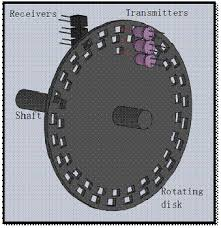 Receivers
Transmitters
Shaft
Rotating
disk